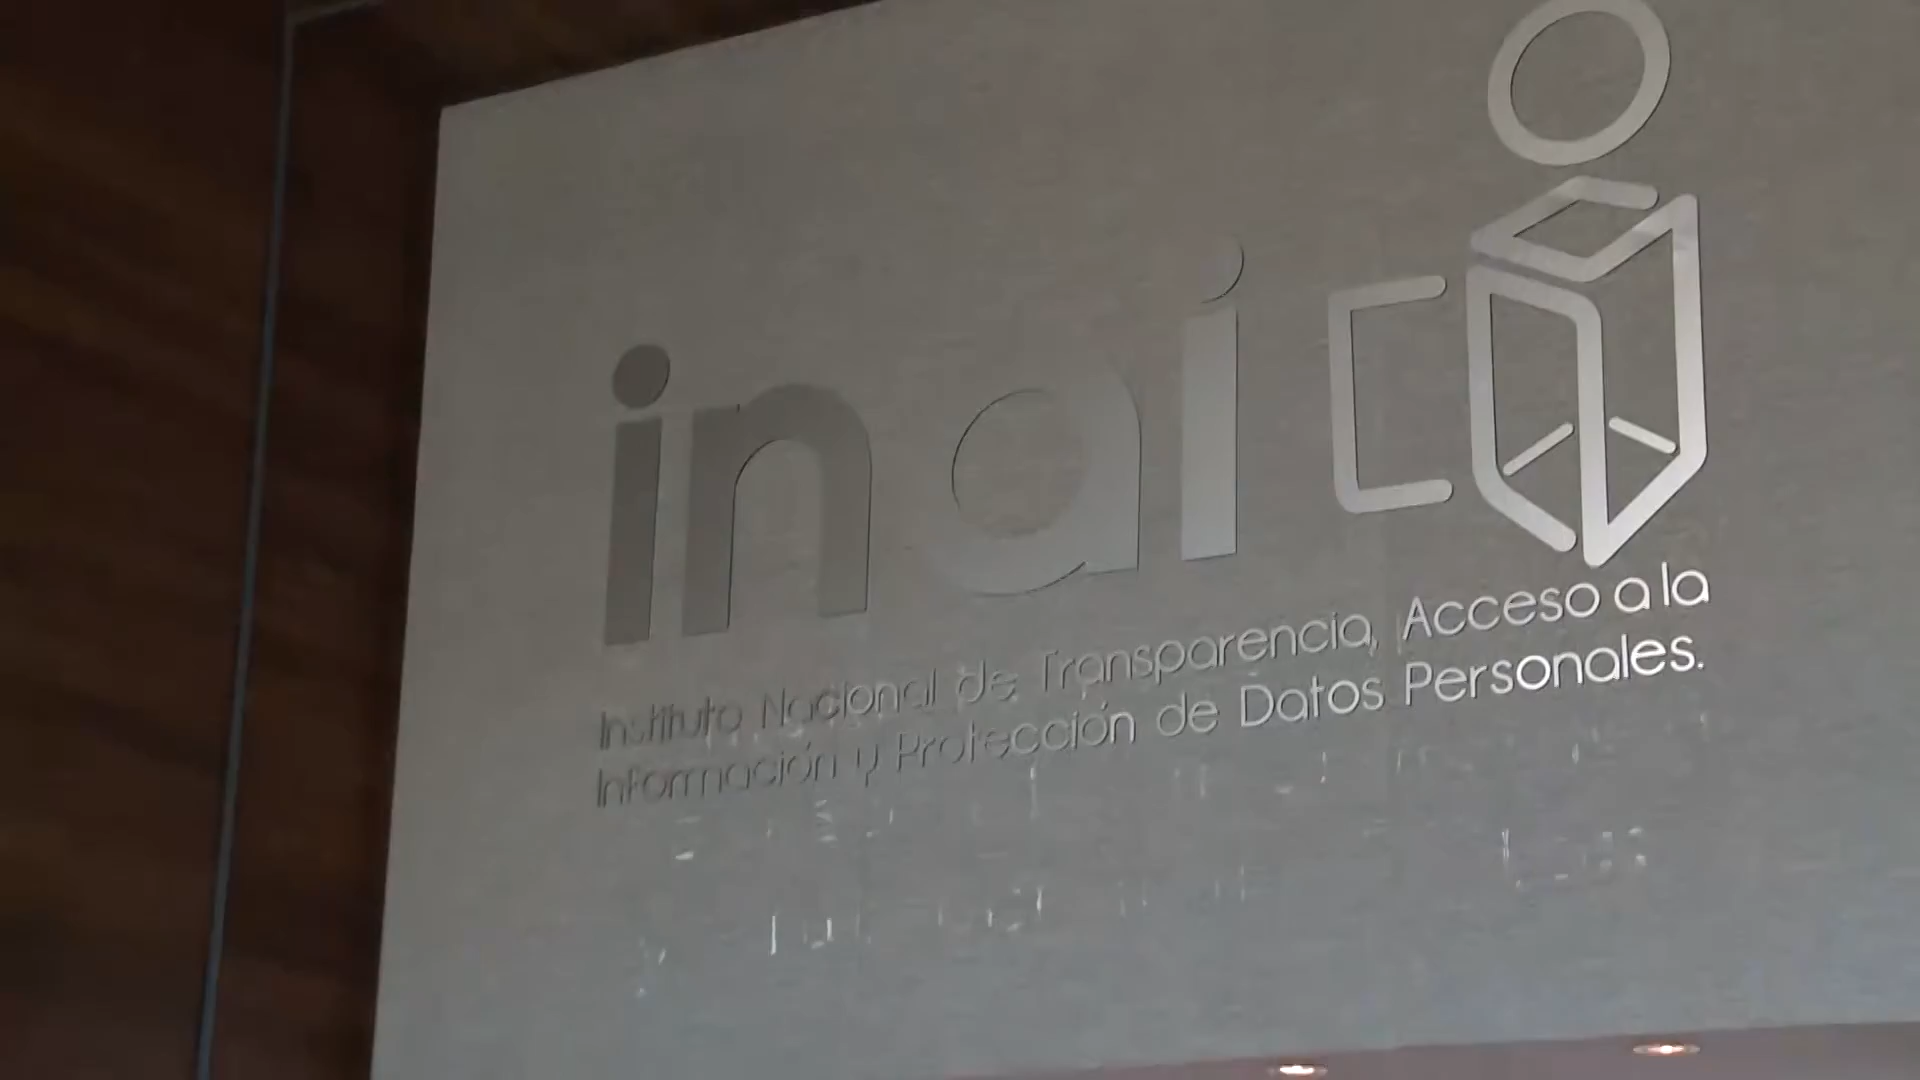 inai
Instituto Nacional de Transparencia, Acceso a la
Información y Protección de Datos Personales.